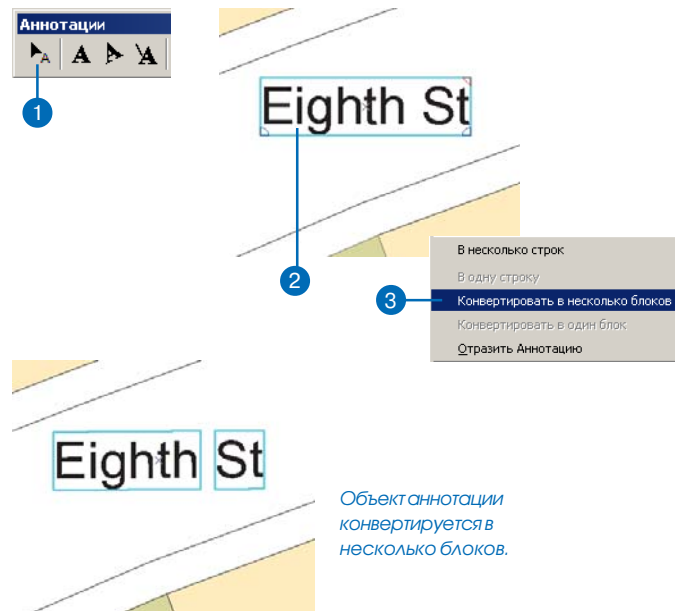 Аннотации
A A A A
1
Eighth St
2
В несколько строк
В одну строку
3
Конвертировать в несколько блоков
Конвертировать в один блок
Отразить Аннотацию
Eighth St
Объект аннотации
конвертируется в
несколько блоков.